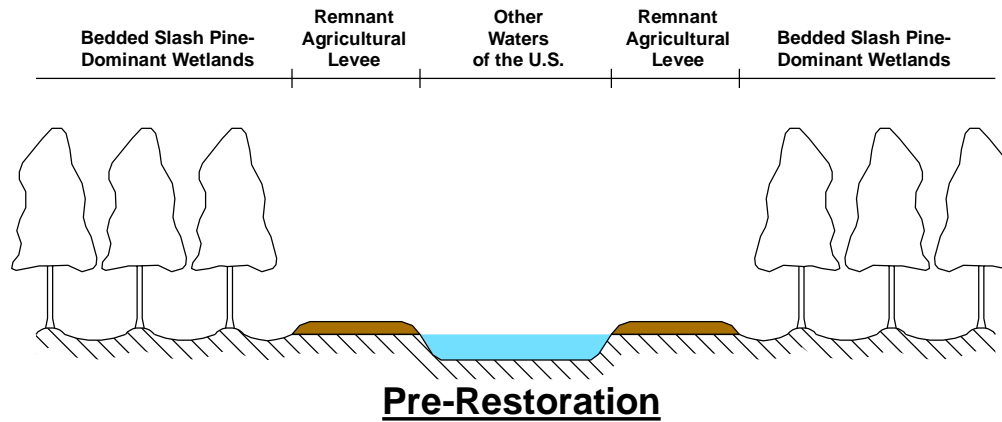 Bedded Slash Pine-
Dominant Wetlands
Remnant
Agricultural
Levee
Other
Waters
of the U.S.
Remnant
Agricultural
Levee
Bedded Slash Pine-
Dominant Wetlands
Pre-Restoration